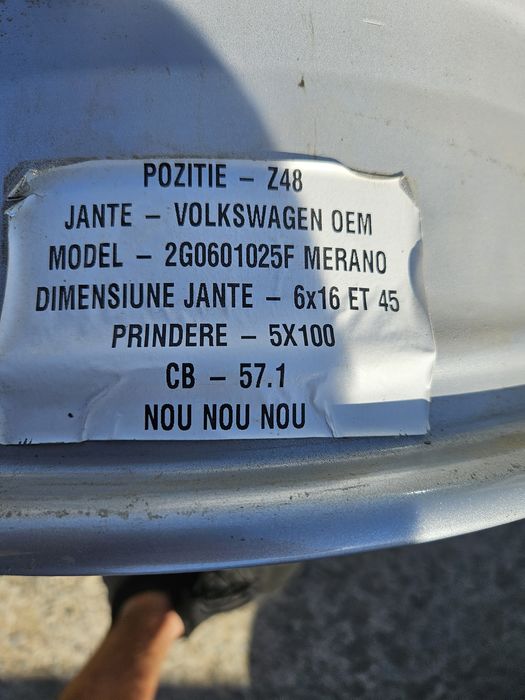 POZITIE – Z48
JANTE – VOLKSWAGEN OEM
MODEL – 2G0601025F MERANO
DIMENSIUNE JANTE – 6x16 ET 45
PRINDERE – 5X100
CB – 57.1
NOU NOU NOU